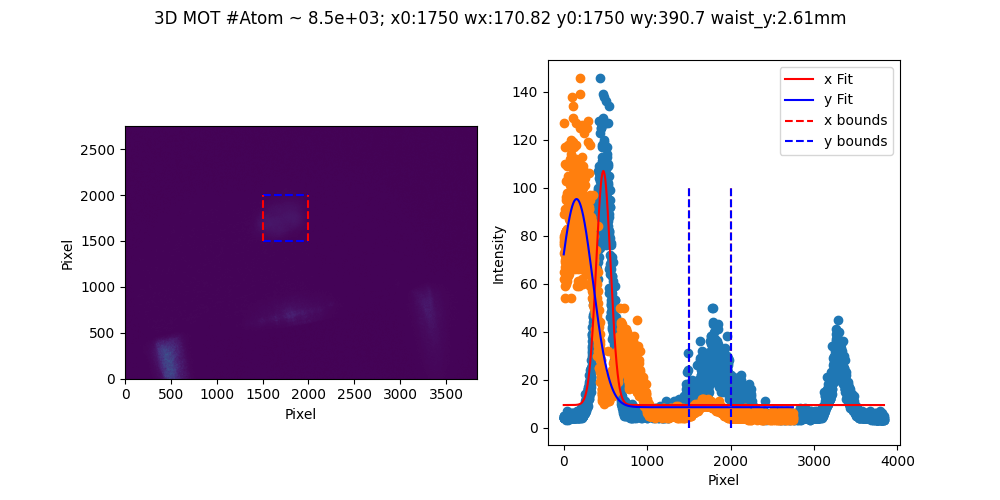 3D MOT #Atom ~ 8.5e+03; x0:1750 wx:170.82 y0:1750 wy:390.7 waist_y:2.61mm
2500
2000
1500
1000
500
0
Pixel
0 500 1000 1500 2000 2500 3000 3500
Pixel
140
120
100
80
60
40
20
0
Intensity
0 1000 2000 3000 4000
Pixel
x Fit
y Fit
x bounds
y bounds